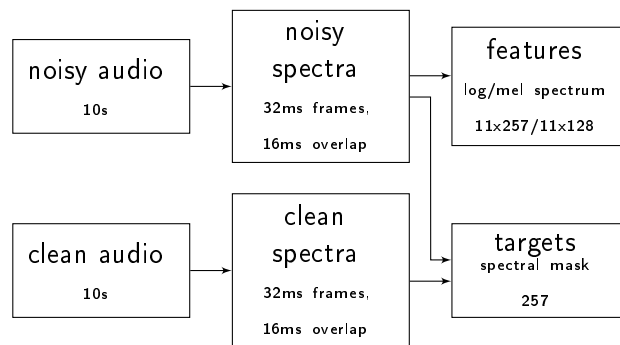 noisy audio
10s
noisy
spectra
32ms frames,
16ms overlap
features
log/mel spectrum
11x257/11x128
clean audio
10s
clean
spectra
32ms frames,
16ms overlap
targets
spectral mask
257